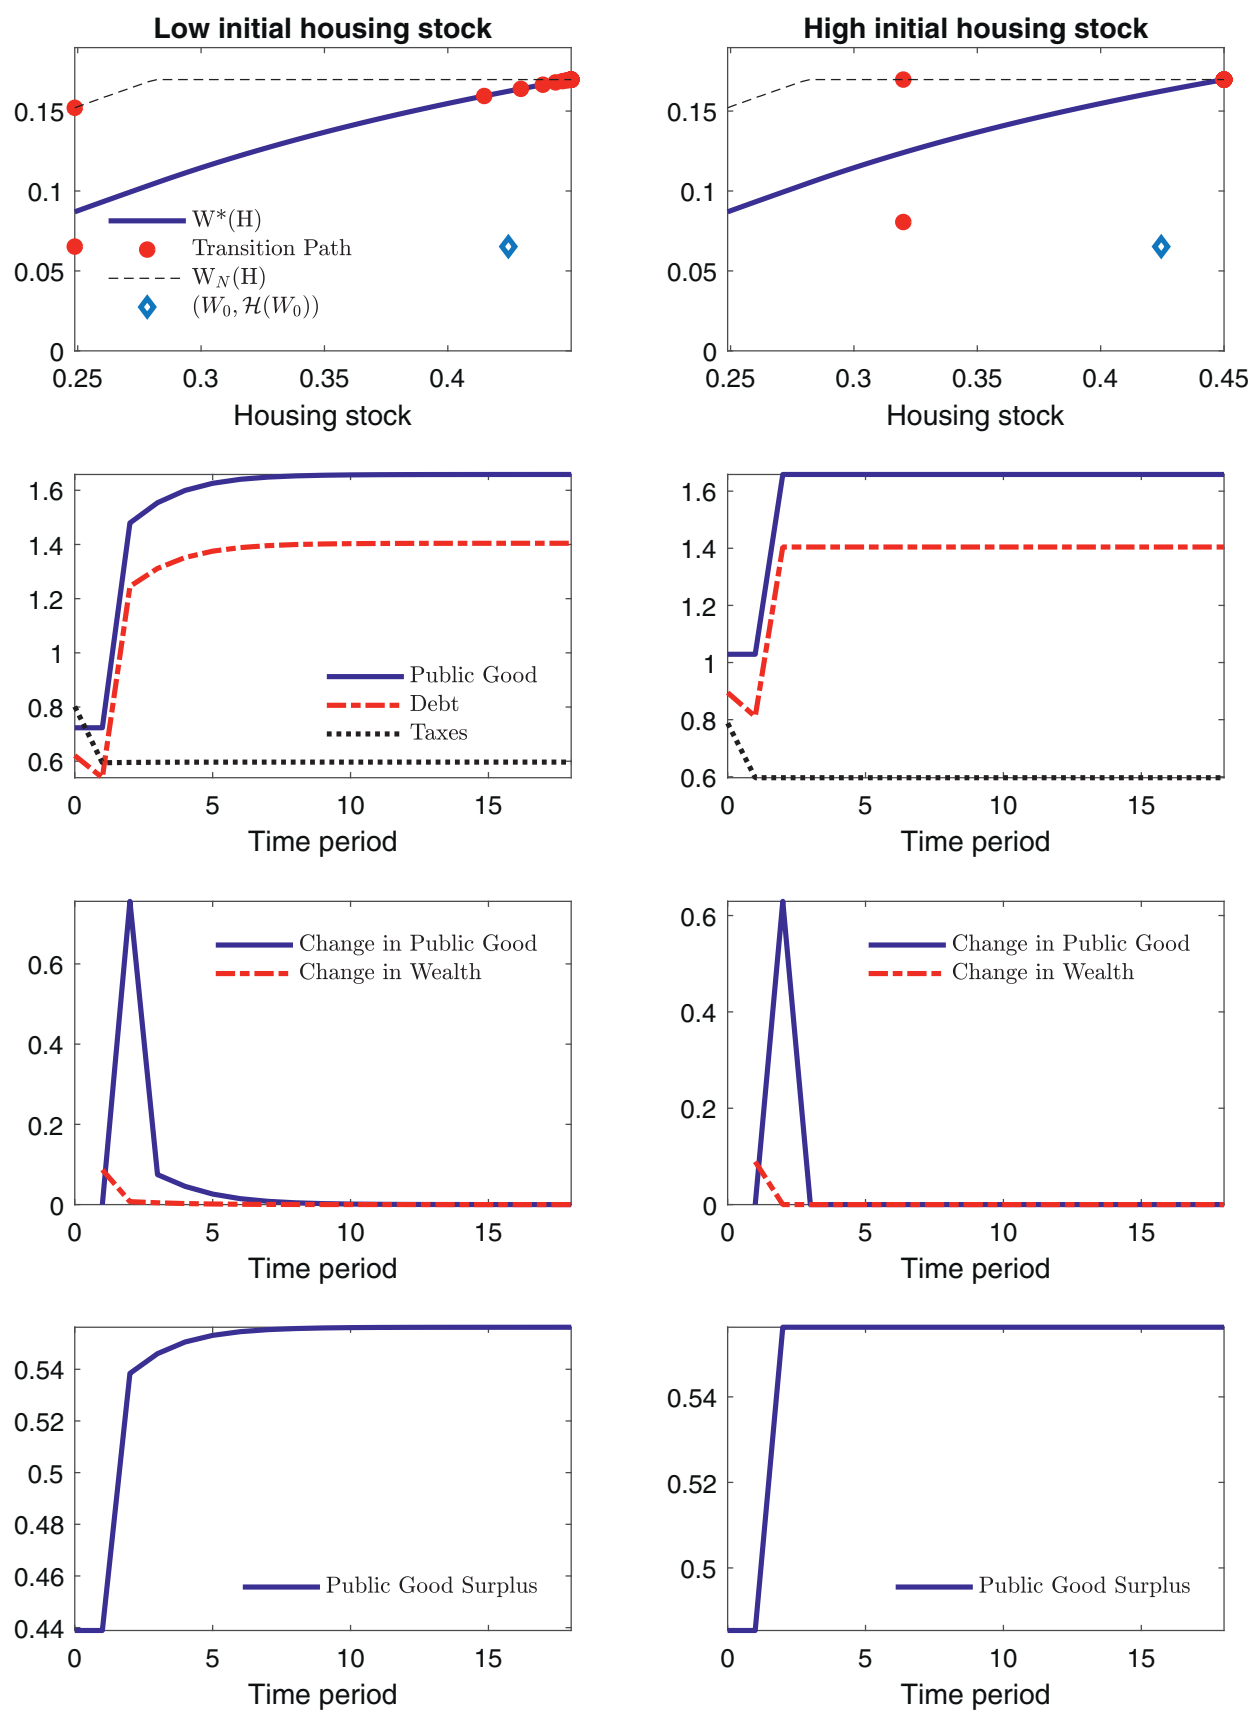 Low initial housing stock
0.15
0.1
0.05
0
W*(H)
Transition Path
W_N(H)
(W_0, ℋ(W_0))
0.25 0.3 0.35 0.4
Housing stock
High initial housing stock
0.15
0.1
0.05
0
0.25 0.3 0.35 0.4 0.45
Housing stock
1.6
1.4
1.2
1
0.8
0.6
Public Good
Debt
Taxes
0 5 10 15
Time period
1.6
1.4
1.2
1
0.8
0.6
0 5 10 15
Time period
0.6
0.4
0.2
0
Change in Public Good
Change in Wealth
0 5 10 15
Time period
0.6
0.4
0.2
0
Change in Public Good
Change in Wealth
0 5 10 15
Time period
0.54
0.52
0.5
0.48
0.46
0.44
Public Good Surplus
0 5 10 15
Time period
0.54
0.52
0.5
Public Good Surplus
0 5 10 15
Time period